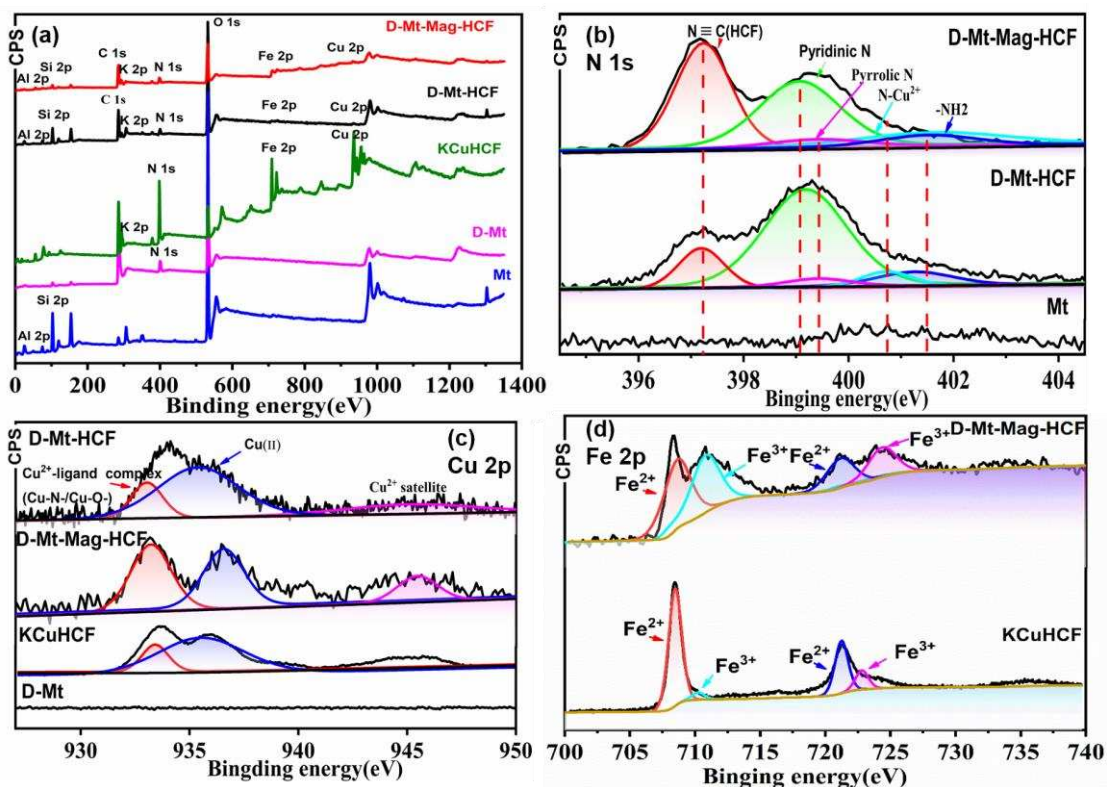 CPS
(a)
O 1s
D-Mt-Mag-HCF
C 1s
Si 2p
K 2p
N 1s
Al 2p
Fe 2p
Cu 2p
D-Mt-HCF
C 1s
Si 2p
K 2p
N 1s
Al 2p
Fe 2p
Cu 2p
Cu 2p
KCuHCF
Fe 2p
N 1s
K 2p
D-Mt
N 1s
Mt
Si 2p
Al 2p
0 200 400 600 800 1000 1200 1400
Binding energy(eV)
CPS
(b)
N 1s
N ≡ C(HCF)
D-Mt-Mag-HCF
Pyridinic N
Pyrrolic N
N-Cu2+
-NH2
D-Mt-HCF
Mt
396 398 400 402 404
Binging energy(eV)
CPS
D-Mt-HCF
(c)
Cu 2p
Cu(II)
Cu2+-ligand complex
(Cu-N-/Cu-O-)
Cu2+ satellite
D-Mt-Mag-HCF
KCuHCF
D-Mt
930 935 940 945 950
Bingding energy(eV)
CPS
(d)
Fe 2p
Fe3+
D-Mt-Mag-HCF
Fe3+
Fe2+
Fe2+
KCuHCF
Fe2+
Fe3+
Fe2+
Fe3+
700 705 710 715 720 725 730 735 740
Binging energy(eV)